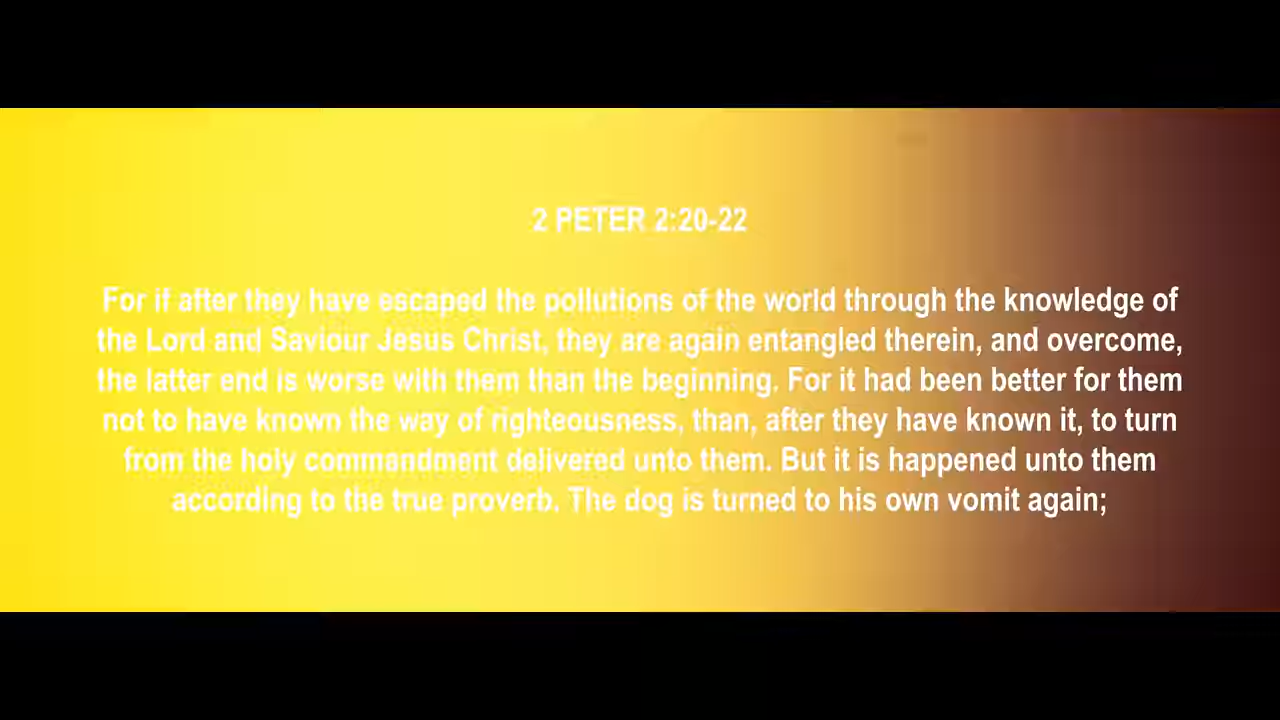 2 PETER 2:20-22
For if after they have escaped the pollutions of the world through the knowledge of
the Lord and Saviour Jesus Christ, they are again entangled therein, and overcome,
the latter end is worse with them than the beginning. For it had been better for them
not to have known the way of righteousness, than, after they have known it, to turn
from the holy commandment delivered unto them. But it is happened unto them
according to the true proverb. The dog is turned to his own vomit again;